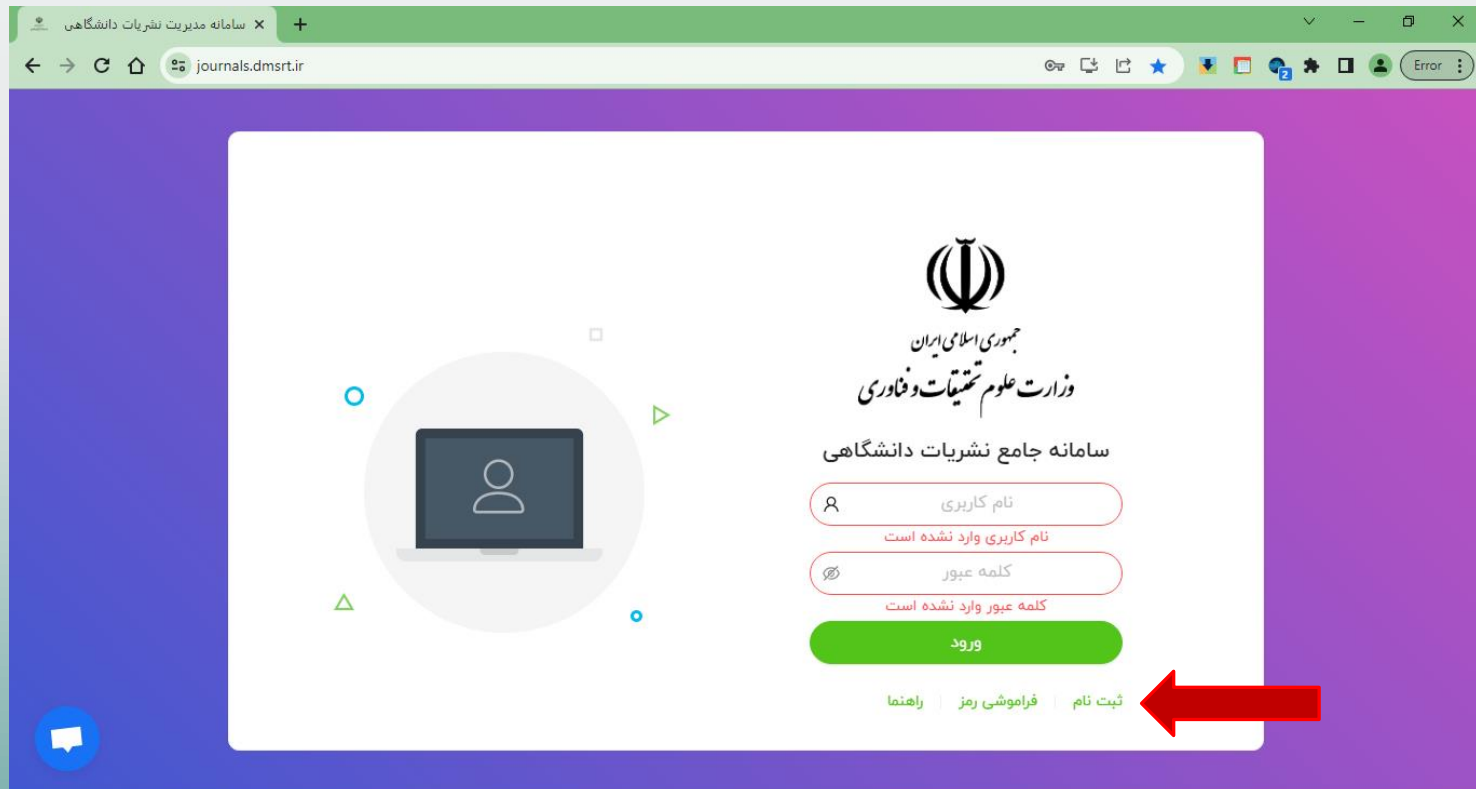 سامانه مدیریت نشریات دانشگاهی
journals.dmsrt.ir
2
Error
جمهوری اسلامی ایران
وزارت علوم تحقیقات و فناوری
سامانه جامع نشریات دانشگاهی
نام کاربری
نام کاربری وارد نشده است
کلمه عبور
کلمه عبور وارد نشده است
ورود
ثبت نام | فراموشی رمز | راهنما